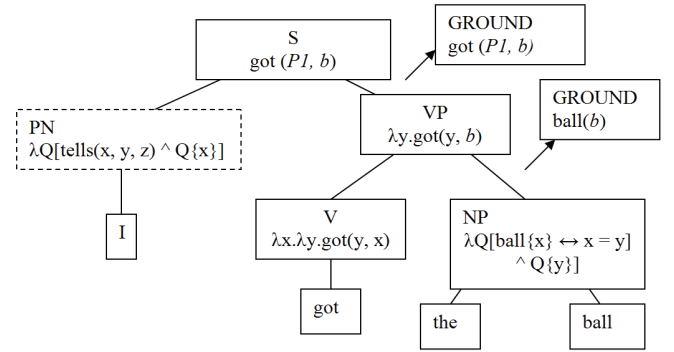 S
got (P1, b)
GROUND
got (P1, b)
PN
λQ[tells(x, y, z) ^ Q{x}]
VP
λy.got(y, b)
GROUND
ball(b)
I
V
λx.λy.got(y, x)
NP
λQ[ball{x} ↔ x = y]
^ Q{y}]
got
the
ball